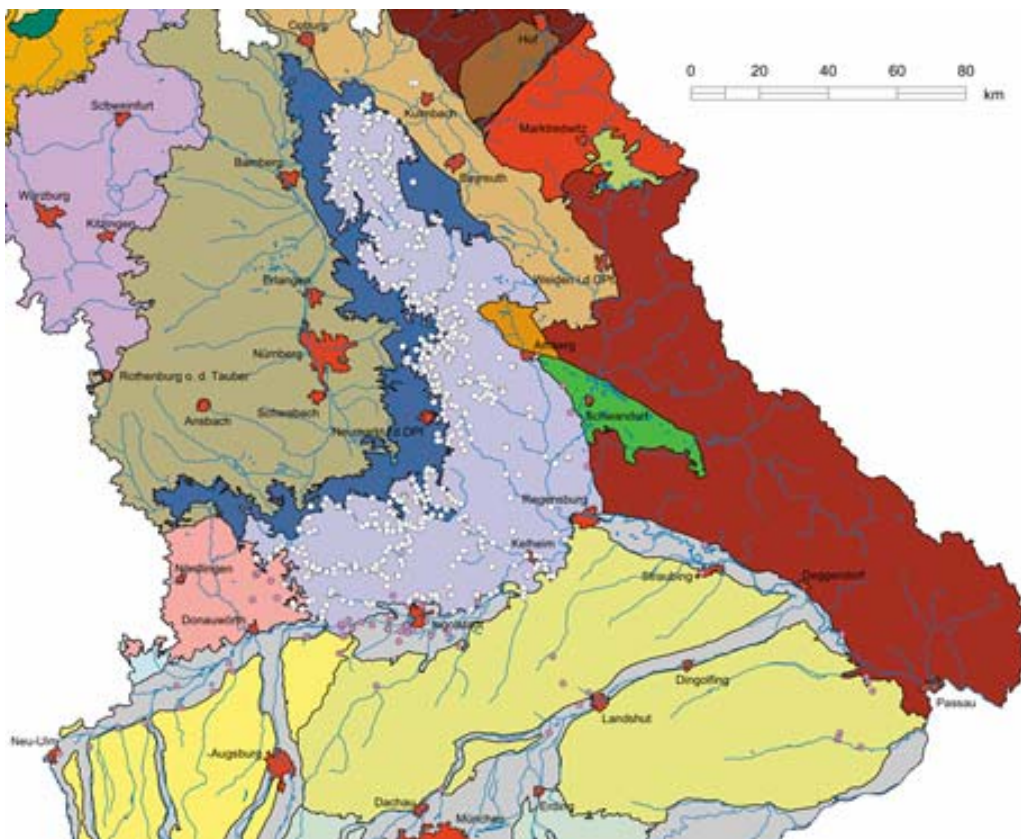 Coburg
Hof
0 20 40 60 80
km
Kulmbach
Schweinfurt
Marktredwitz
Bamberg
Bayreuth
Würzburg
Kitzingen
Weiden i.d.OPf.
Erlangen
Nürnberg
Amberg
Rothenburg o. d. Tauber
Schwabach
Schwandorf
Ansbach
Neumarkt i.d.OPf.
Regensburg
Kelheim
Nördlingen
Straubing
Deggendorf
Donauwörth
Ingolstadt
Dingolfing
Passau
Landshut
Neu-Ulm
Augsburg
Dachau
Erding
München